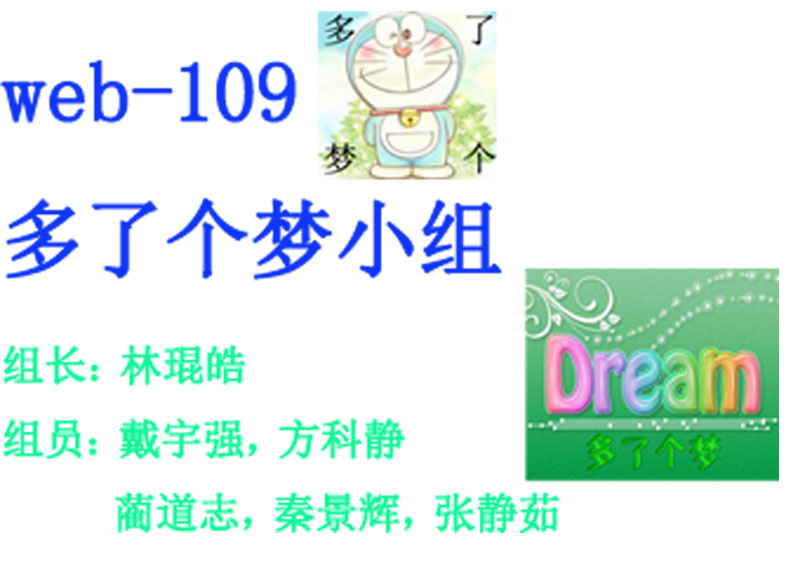 多 了
web-109
梦 个
多了个梦小组
Dream
多了个梦
组长：林琨皓
组员：戴宇强，方科静
蔺道志，秦景辉，张静茹